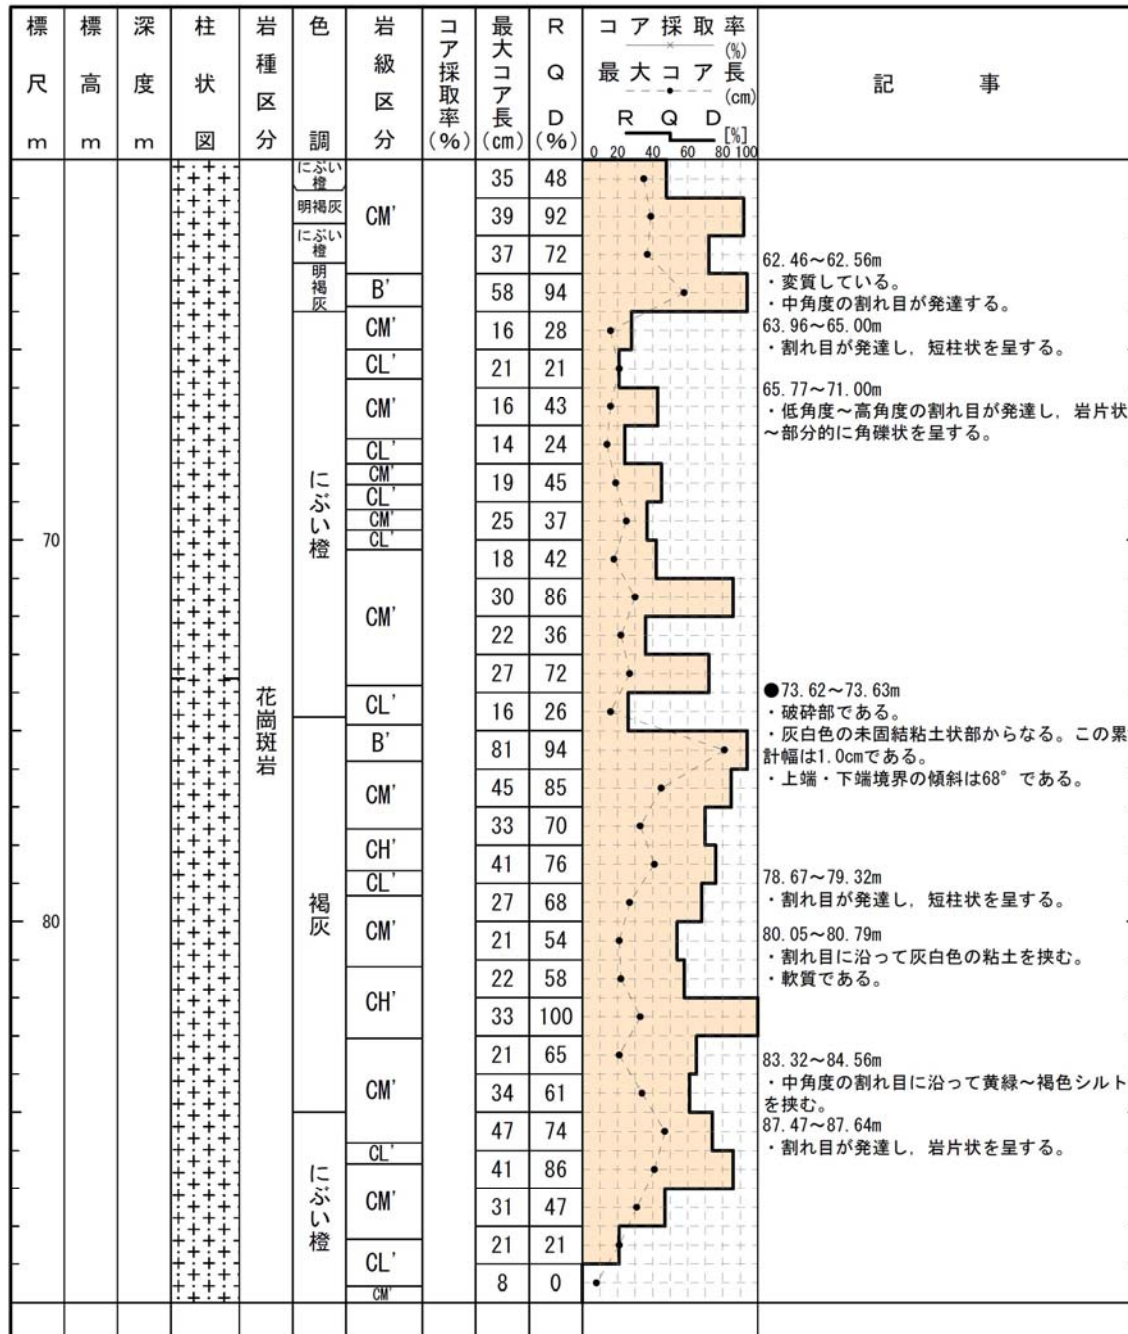 標尺 m
標高 m
深度 m
柱状図
岩種区分
色調
岩級区分
コア採取率(%)
最大コア長(cm)
RQD(%)
コア採取率
(%)
最大コア長
(cm)
RQD
[%]
0 20 40 60 80 100
記事
にぶい橙
明褐灰
にぶい橙
明褐灰
にぶい橙
褐灰
にぶい橙
花崗斑岩
70
80
CM'
B'
CM'
CL'
CM'
CL'
CM'
CL'
CM'
CL'
CM'
CL'
B'
CM'
CH'
CL'
CM'
CH'
CM'
CL'
CM'
CL'
CM'
35 48
39 92
37 72
58 94
16 28
21 21
16 43
14 24
19 45
25 37
18 42
30 86
22 36
27 72
16 26
81 94
45 85
33 70
41 76
27 68
21 54
22 58
33 100
21 65
34 61
47 74
41 86
31 47
21 21
8 0
62.46～62.56m
・変質している。
・中角度の割れ目が発達する。
63.96～65.00m
・割れ目が発達し，短柱状を呈する。
65.77～71.00m
・低角度～高角度の割れ目が発達し，岩片状
～部分的に角礫状を呈する。
●73.62～73.63m
・破砕部である。
・灰白色の未固結粘土状部からなる。この累
計幅は1.0cmである。
・上端・下端境界の傾斜は68°である。
78.67～79.32m
・割れ目が発達し，短柱状を呈する。
80.05～80.79m
・割れ目に沿って灰白色の粘土を挟む。
・軟質である。
83.32～84.56m
・中角度の割れ目に沿って黄緑～褐色シルト
を挟む。
87.47～87.64m
・割れ目が発達し，岩片状を呈する。